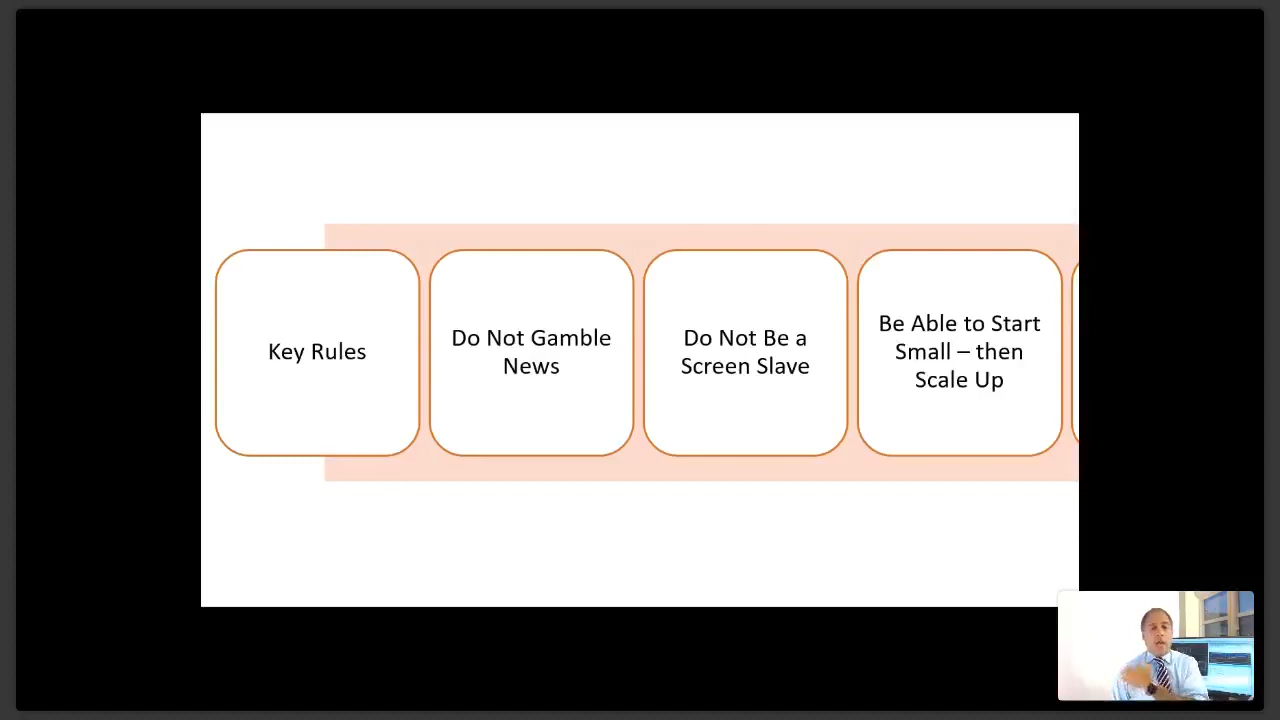 Key Rules
Do Not Gamble
News
Do Not Be a
Screen Slave
Be Able to Start
Small – then
Scale Up